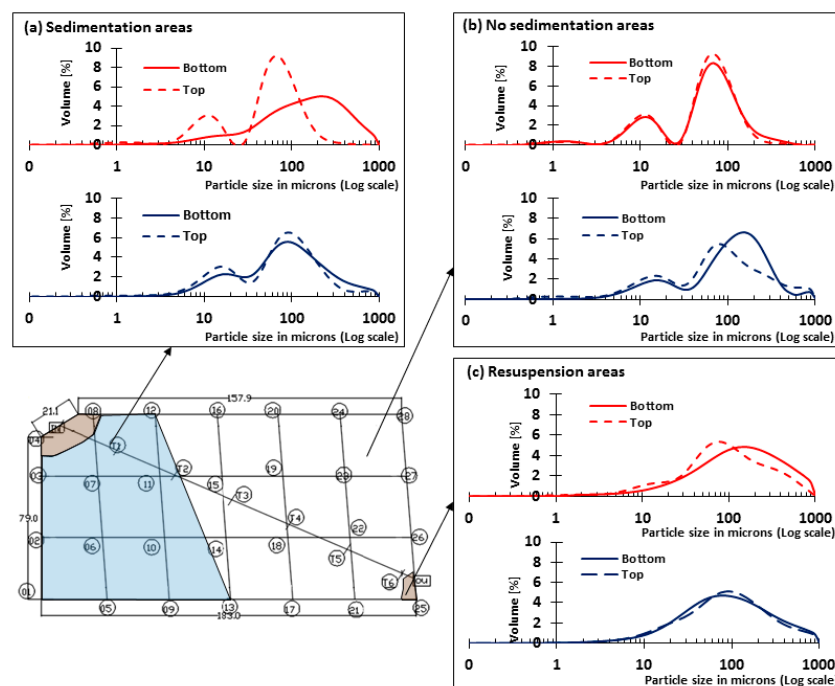 (a) Sedimentation areas
10
8
6
4
2
0
Volume [%]
Bottom
Top
0
1
10
100
1000
Particle size in microns (Log scale)
10
8
6
4
2
0
Volume [%]
Bottom
Top
0
1
10
100
1000
Particle size in microns (Log scale)
(b) No sedimentation areas
10
8
6
4
2
0
Volume [%]
Bottom
Top
0
1
10
100
1000
Particle size in microns (Log scale)
10
8
6
4
2
0
Volume [%]
Bottom
Top
0
1
10
100
1000
Particle size in microns (Log scale)
(c) Resuspension areas
10
8
6
4
2
0
Volume [%]
Bottom
Top
0
1
10
100
1000
Particle size in microns (Log scale)
10
8
6
4
2
0
Volume [%]
Bottom
Top
0
1
10
100
1000
Particle size in microns (Log scale)
157.9
21.1
08
12
16
20
24
28
04
T1
03
07
11
T2
15
19
23
27
T3
79.0
T4
22
02
06
10
14
18
T5
26
T6
OU
01
05
09
13
17
21
25
183.0